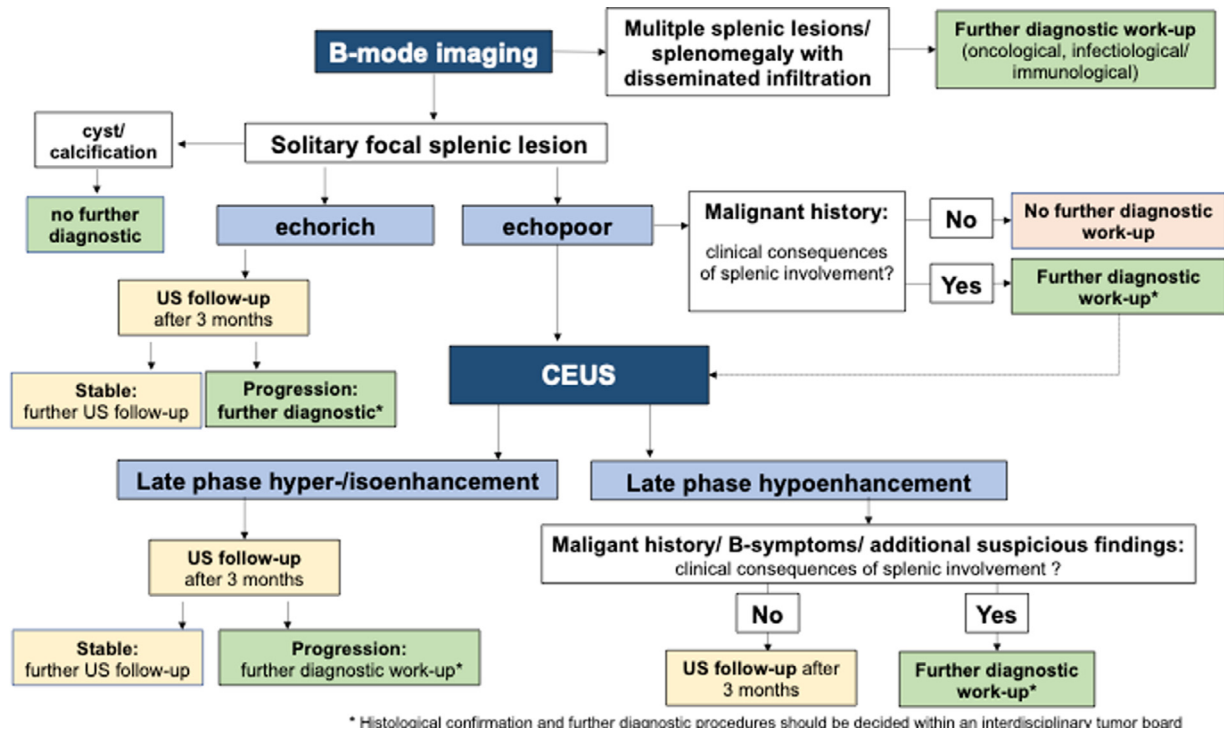 B-mode imaging
Mulitple splenic lesions/
splenomegaly with
disseminated infiltration
Further diagnostic work-up
(oncological, infectiological/
immunological)
cyst/
calcification
Solitary focal splenic lesion
no further
diagnostic
echorich
echopoor
Malignant history:
clinical consequences
of splenic involvement?
No
No further diagnostic
work-up
Yes
Further diagnostic
work-up*
US follow-up
after 3 months
Stable:
further US follow-up
Progression:
further diagnostic*
CEUS
Late phase hyper-/isoenhancement
Late phase hypoenhancement
US follow-up
after 3 months
Stable:
further US follow-up
Progression:
further diagnostic work-up*
Maligant history/ B-symptoms/ additional suspicious findings:
clinical consequences of splenic involvement ?
No
Yes
US follow-up after
3 months
Further diagnostic
work-up*
* Histological confirmation and further diagnostic procedures should be decided within an interdisciplinary tumor board